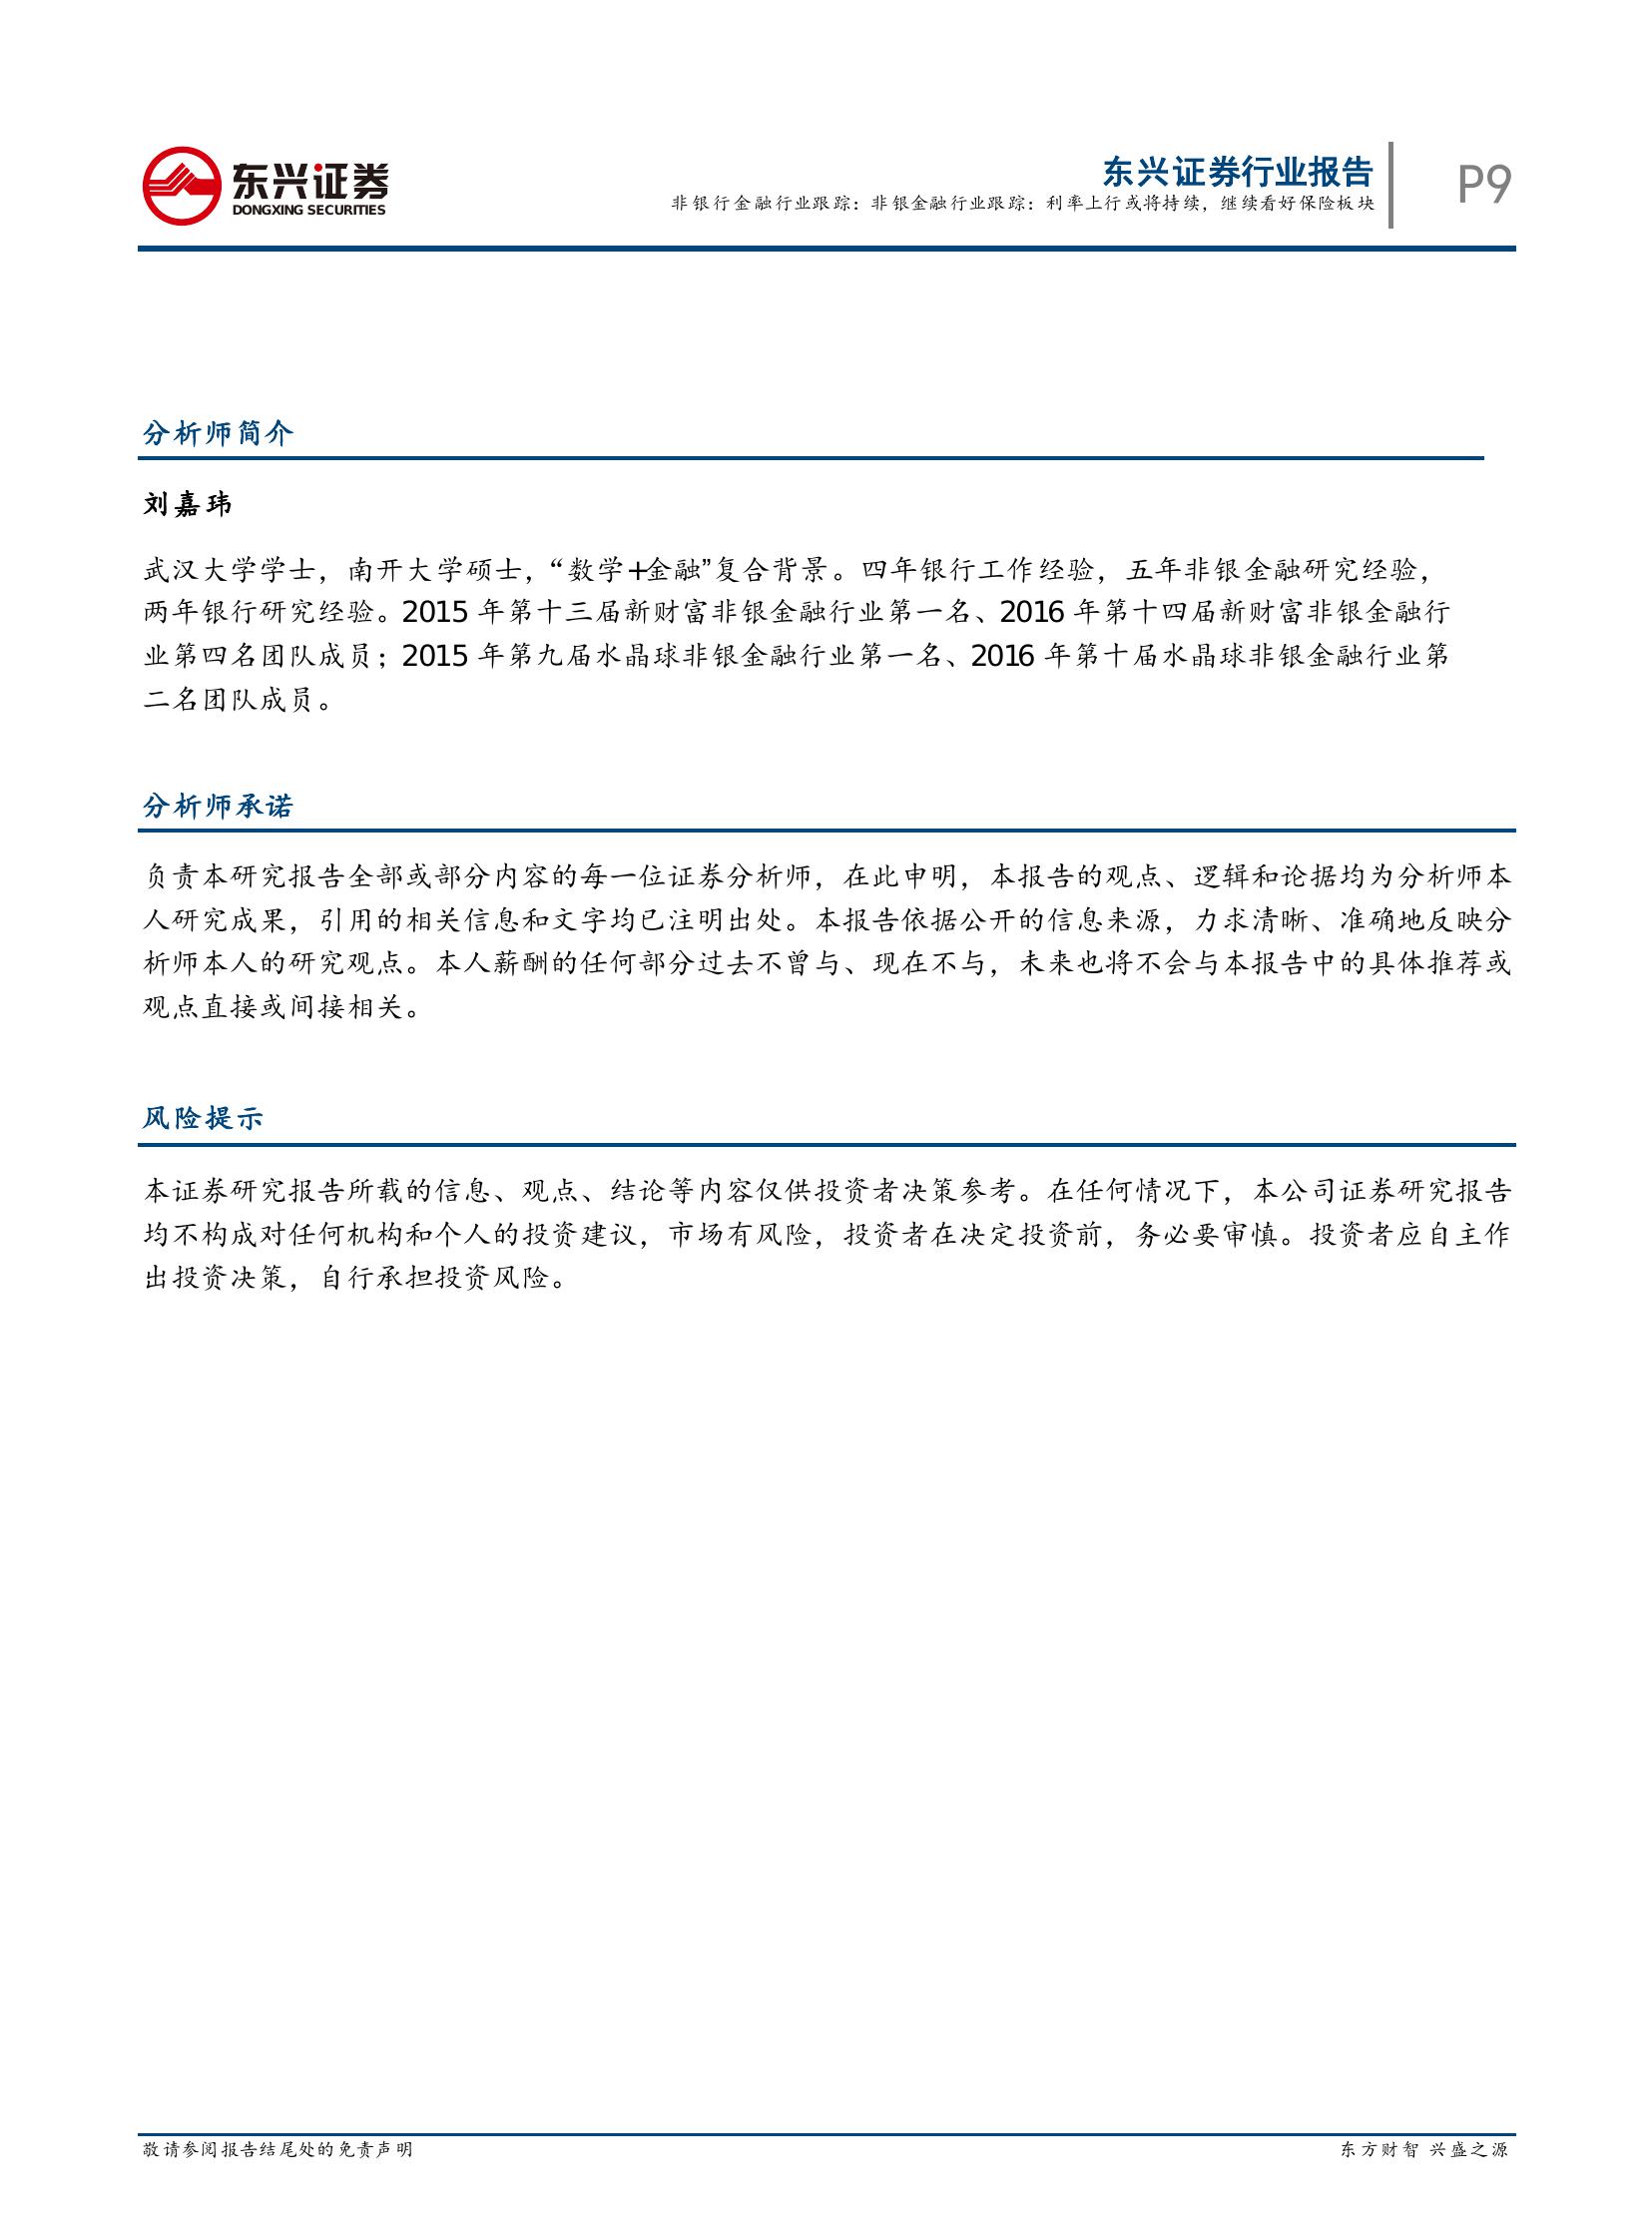 东兴证券
DONGXING SECURITIES
东兴证券行业报告
非银行金融行业跟踪：非银金融行业跟踪：利率上行或将持续，继续看好保险板块
P9
分析师简介
刘嘉玮
武汉大学学士，南开大学硕士，“数学+金融”复合背景。四年银行工作经验，五年非银金融研究经验，
两年银行研究经验。2015 年第十三届新财富非银金融行业第一名、2016 年第十四届新财富非银金融行
业第四名团队成员；2015 年第九届水晶球非银金融行业第一名、2016 年第十届水晶球非银金融行业第
二名团队成员。
分析师承诺
负责本研究报告全部或部分内容的每一位证券分析师，在此申明，本报告的观点、逻辑和论据均为分析师本
人研究成果，引用的相关信息和文字均已注明出处。本报告依据公开的信息来源，力求清晰、准确地反映分
析师本人的研究观点。本人薪酬的任何部分过去不曾与、现在不与，未来也将不会与本报告中的具体推荐或
观点直接或间接相关。
风险提示
本证券研究报告所载的信息、观点、结论等内容仅供投资者决策参考。在任何情况下，本公司证券研究报告
均不构成对任何机构和个人的投资建议，市场有风险，投资者在决定投资前，务必要审慎。投资者应自主作
出投资决策，自行承担投资风险。
敬请参阅报告结尾处的免责声明
东方财智 兴盛之源